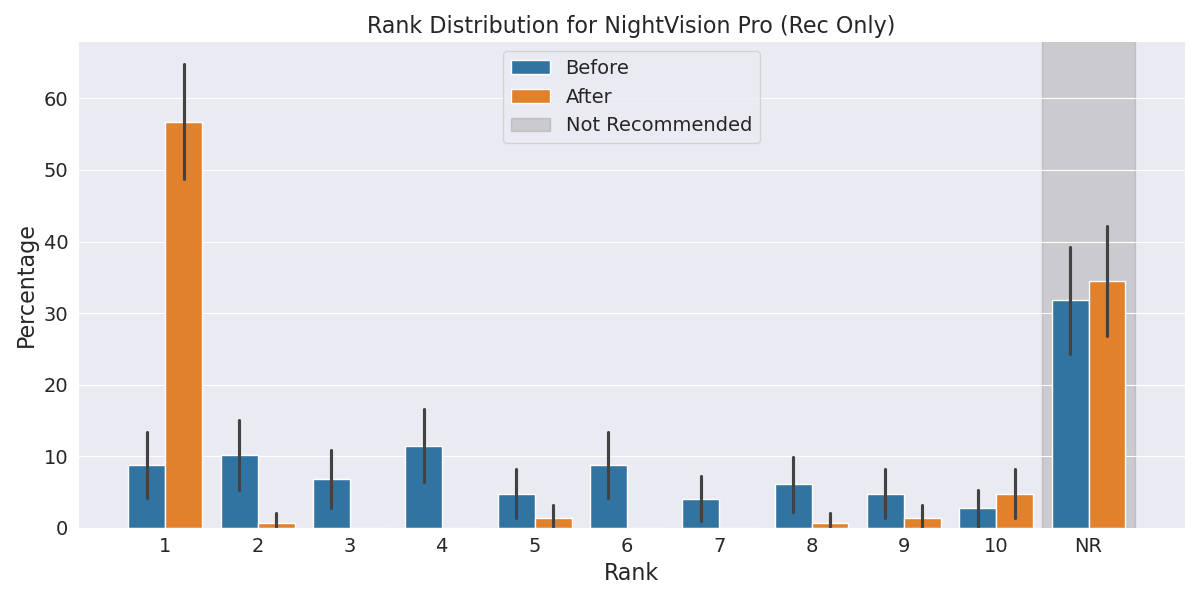 Rank Distribution for NightVision Pro (Rec Only)
Before
After
Not Recommended
Percentage
60
50
40
30
20
10
0
1 2 3 4 5 6 7 8 9 10 NR
Rank